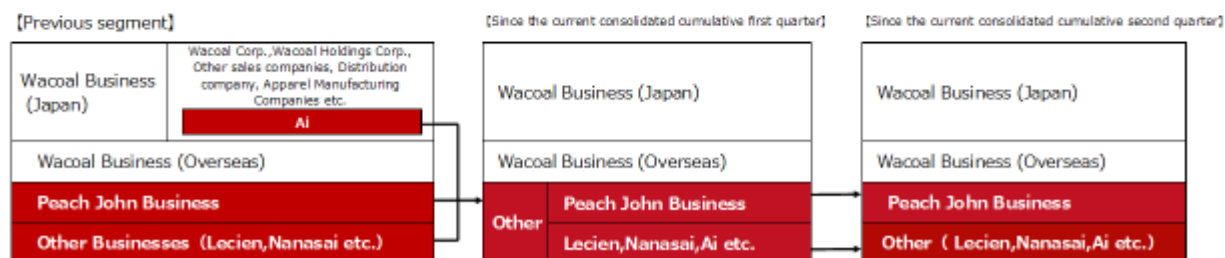 【Previous segment】
Wacoal Business
(Japan)
Wacoal Corp.,Wacoal Holdings Corp.,
Other sales companies, Distribution
company, Apparel Manufacturing
Companies etc.
Ai
Wacoal Business (Overseas)
Peach John Business
Other Businesses（Lecien,Nanasai etc.）
【Since the current consolidated cumulative first quarter】
Wacoal Business (Japan)
Wacoal Business (Overseas)
Other
Peach John Business
Lecien,Nanasai,Ai etc.
【Since the current consolidated cumulative second quarter】
Wacoal Business (Japan)
Wacoal Business (Overseas)
Peach John Business
Other（ Lecien,Nanasai,Ai etc.）